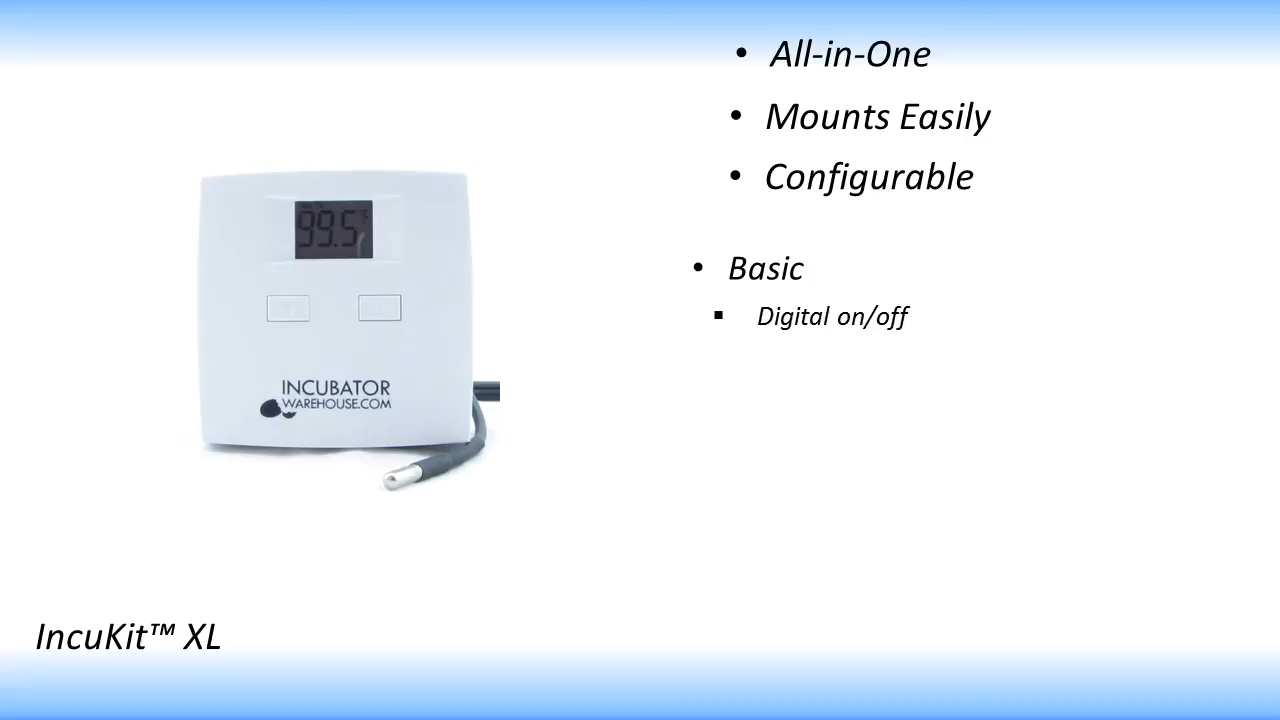 • All-in-One
• Mounts Easily
• Configurable
99.5
• Basic
▪ Digital on/off
INCUBATOR
WAREHOUSE.COM
IncuKit™ XL